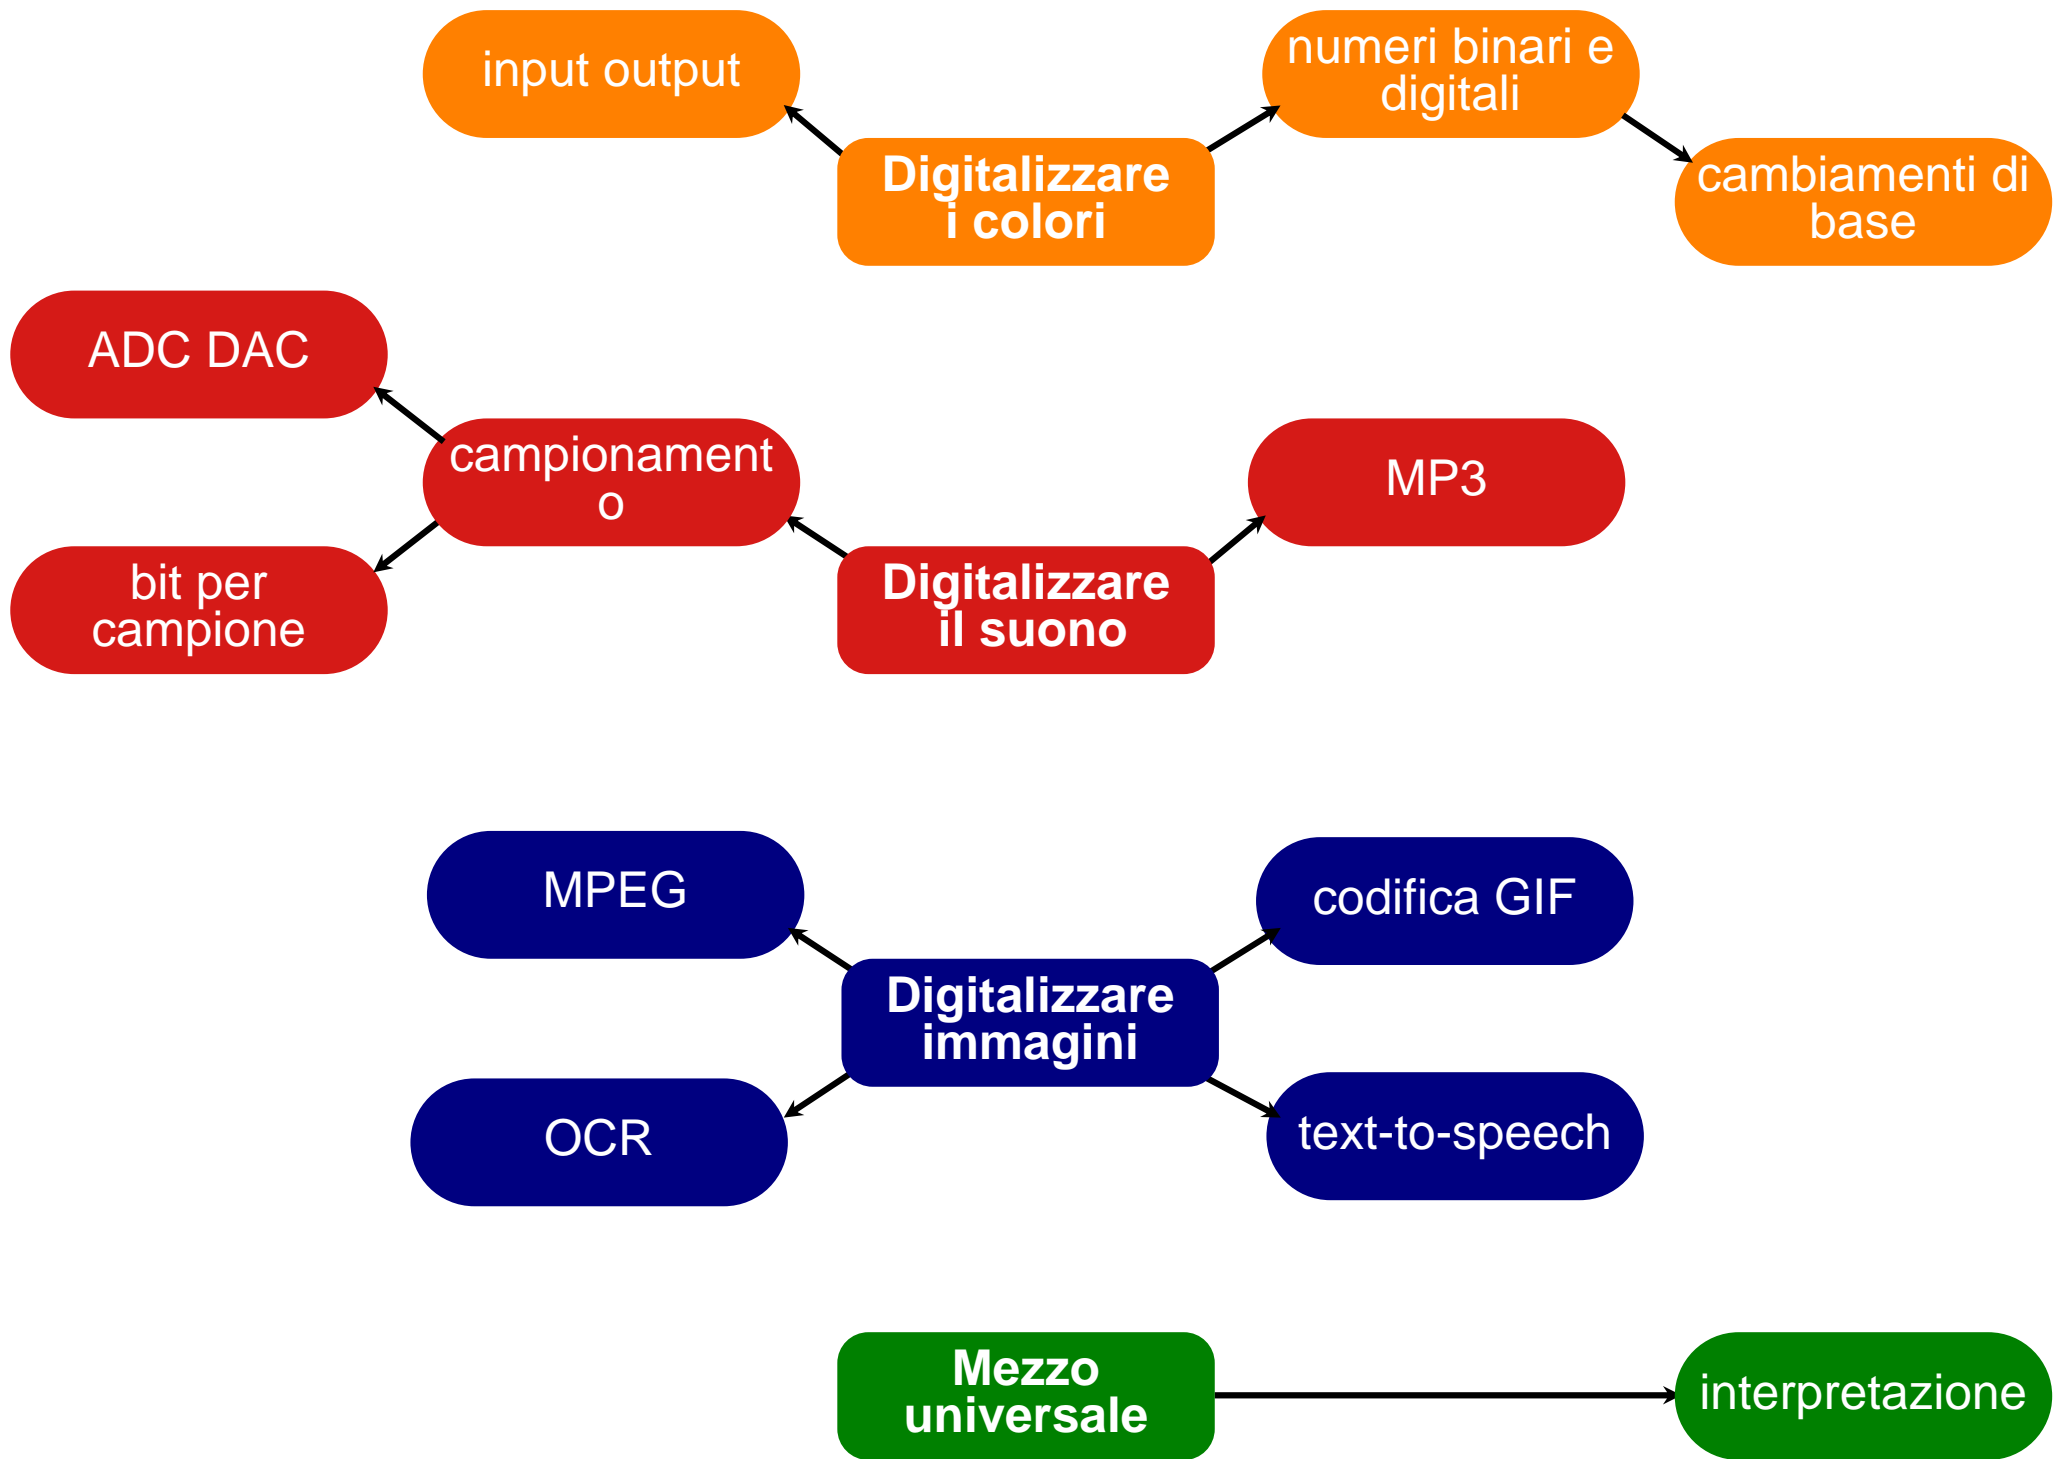 input output
numeri binari e
digitali
Digitalizzare
i colori
cambiamenti di
base
ADC DAC
campionament
o
MP3
bit per
campione
Digitalizzare
il suono
MPEG
codifica GIF
Digitalizzare
immagini
OCR
text-to-speech
Mezzo
universale
interpretazione